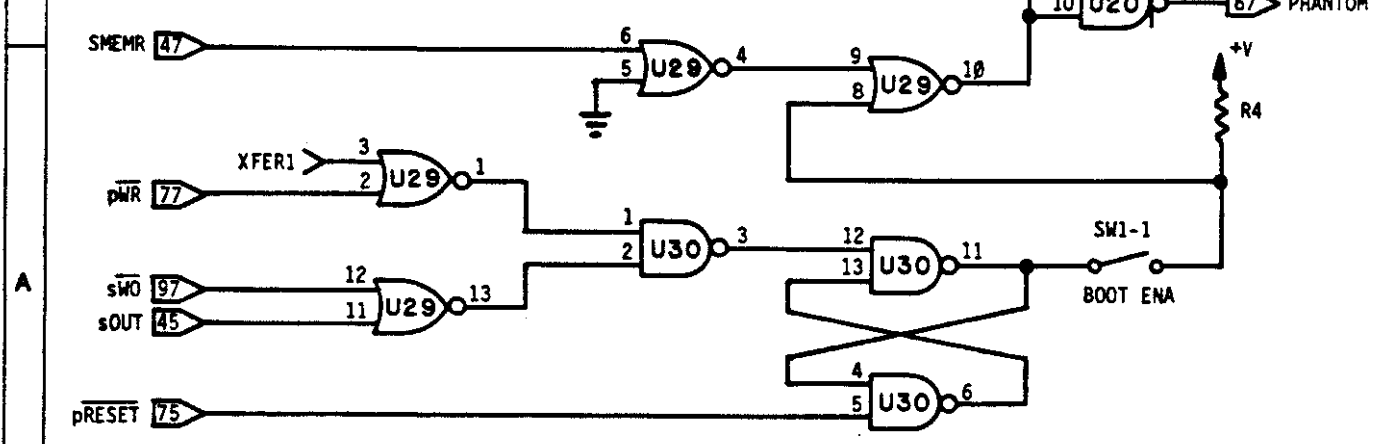 10 U20 67 PHANTOM
SMEMR 47
6
5
U29
4
9
8
U29
10
+V
R4
XFER1
3
2
U29
1
pWR 77
1
2
U30
3
12
13
U30
11
SW1-1
BOOT ENA
A
sWO 97
sOUT 45
12
11
U29
13
4
5
U30
6
pRESET 75